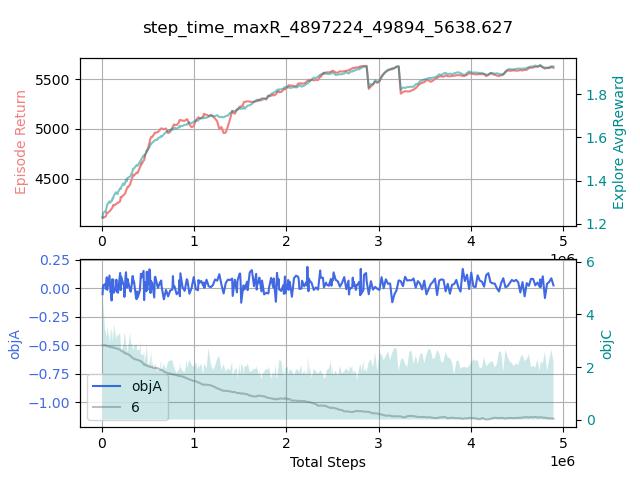 step_time_maxR_4897224_49894_5638.627
Episode Return
5500
5000
4500
1.8
1.6
1.4
1.2
Explore AvgReward
0 1 2 3 4 5
1e6
objA
0.25
0.00
−0.25
−0.50
−0.75
−1.00
6
4
2
0
objC
objA
6
0 1 2 3 4 5
Total Steps
1e6